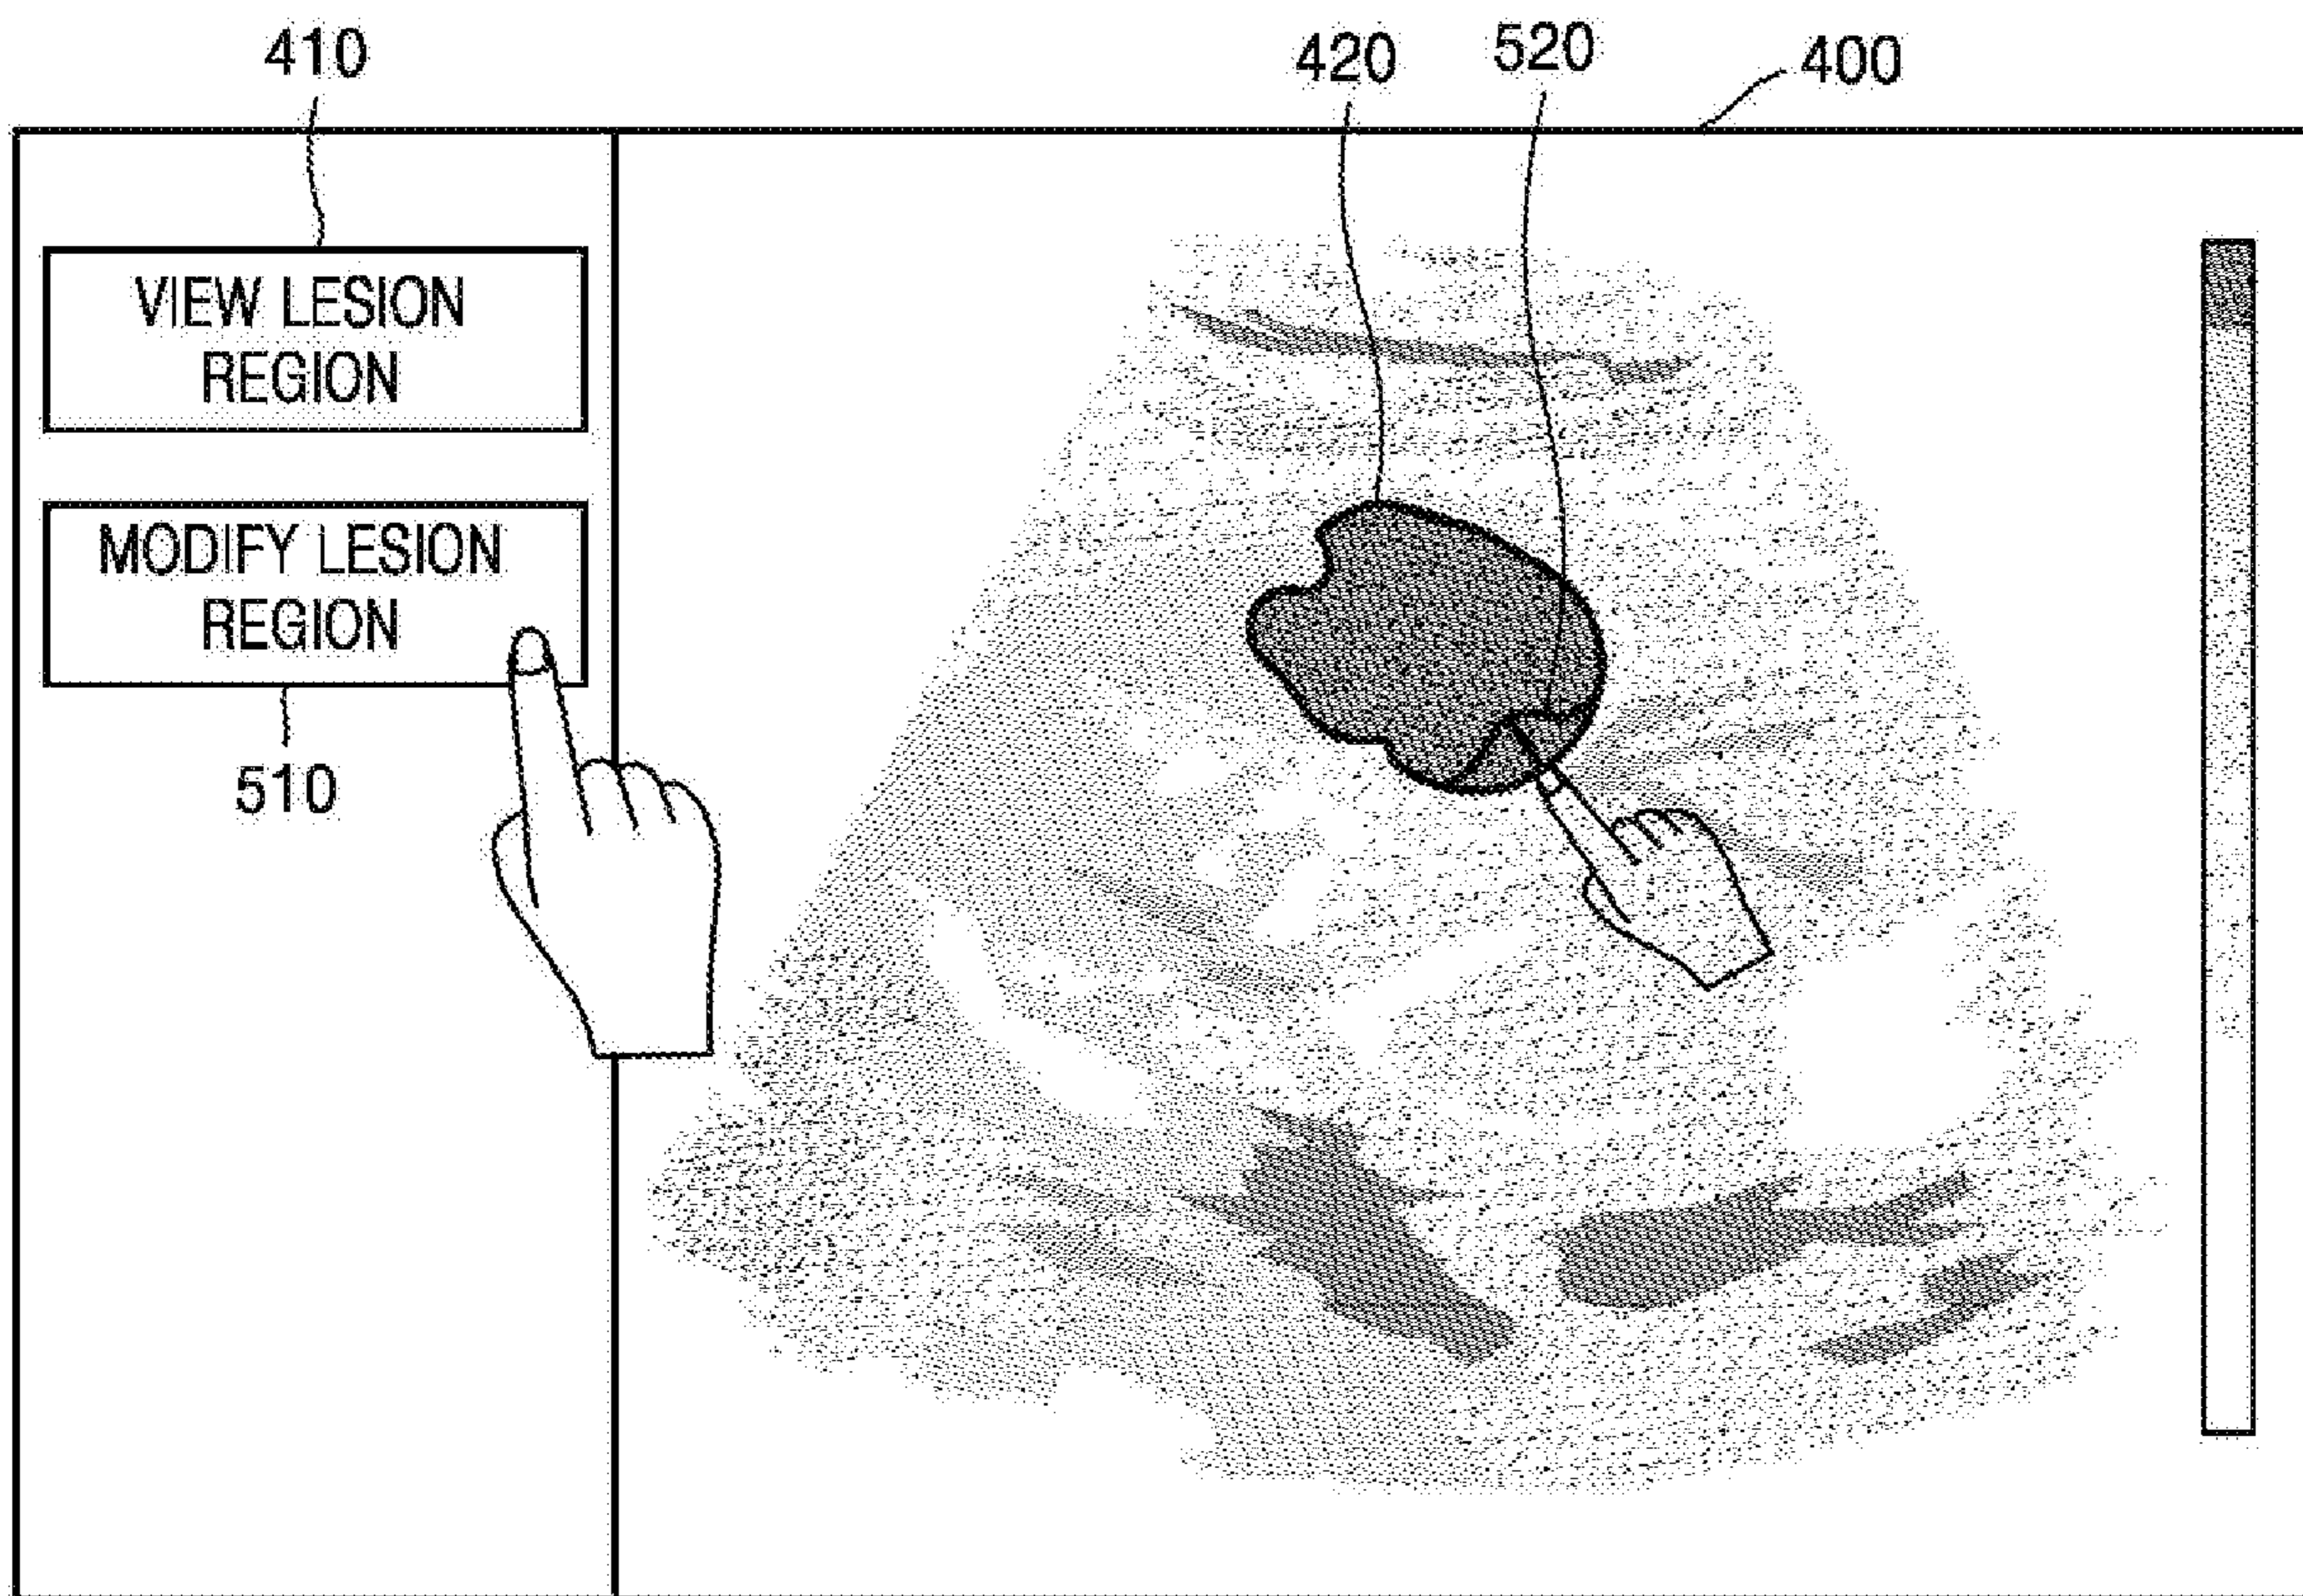 410
420
520
400
VIEW LESION
REGION
MODIFY LESION
REGION
510